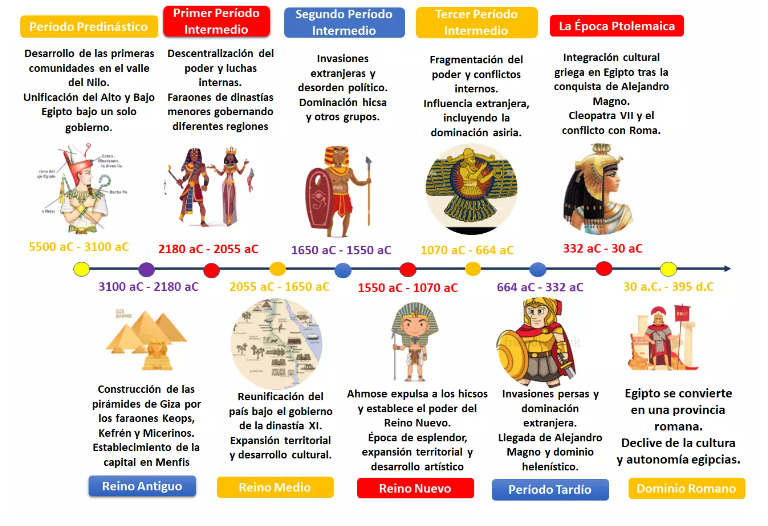 Período Predinástico
Desarrollo de las primeras
comunidades en el valle
del Nilo.
Unificación del Alto y Bajo
Egipto bajo un solo
gobierno.
5500 aC - 3100 aC
Primer Período
Intermedio
Descentralización del
poder y luchas
internas.
Faraones de dinastías
menores gobernando
diferentes regiones
2180 aC - 2055 aC
Segundo Período
Intermedio
Invasiones
extranjeras y
desorden político.
Dominación hicsa
y otros grupos.
1650 aC - 1550 aC
Tercer Período
Intermedio
Fragmentación del
poder y conflictos
internos.
Influencia extranjera,
incluyendo la
dominación asiria.
1070 aC - 664 aC
La Época Ptolemaica
Integración cultural
griega en Egipto tras la
conquista de Alejandro
Magno.
Cleopatra VII y el
conflicto con Roma.
332 aC - 30 aC
3100 aC - 2180 aC
GIZA
Construcción de las
pirámides de Giza por
los faraones Keops,
Kefrén y Micerinos.
Establecimiento de la
capital en Menfis
Reino Antiguo
2055 aC - 1650 aC
Reunificación del
país bajo el gobierno
de la dinastía XI.
Expansión territorial
y desarrollo cultural.
Reino Medio
1550 aC - 1070 aC
Ahmose expulsa a los hicsos
y establece el poder del
Reino Nuevo.
Época de esplendor,
expansión territorial y
desarrollo artístico
Reino Nuevo
664 aC - 332 aC
Invasiones persas y
dominación
extranjera.
Llegada de Alejandro
Magno y dominio
helenístico.
Período Tardío
30 a.C. - 395 d.C
Egipto se convierte
en una provincia
romana.
Declive de la cultura
y autonomía egipcias.
Dominio Romano